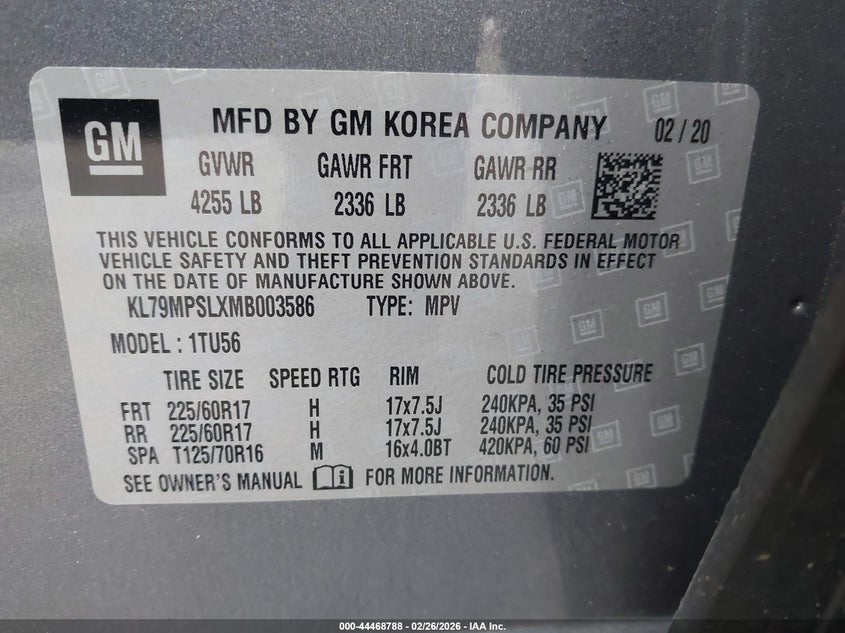 GM
MFD BY GM KOREA COMPANY 02 / 20
GVWR GAWR FRT GAWR RR
4255 LB 2336 LB 2336 LB
THIS VEHICLE CONFORMS TO ALL APPLICABLE U.S. FEDERAL MOTOR
VEHICLE SAFETY AND THEFT PREVENTION STANDARDS IN EFFECT
ON THE DATE OF MANUFACTURE SHOWN ABOVE.
KL79MPSLXMB003586 TYPE: MPV
MODEL : 1TU56
TIRE SIZE SPEED RTG RIM COLD TIRE PRESSURE
FRT 225/60R17 H 17x7.5J 240KPA, 35 PSI
RR 225/60R17 H 17x7.5J 240KPA, 35 PSI
SPA T125/70R16 M 16x4.0BT 420KPA, 60 PSI
SEE OWNER'S MANUAL i FOR MORE INFORMATION.
000-44468788 - 02/26/2026 - IAA Inc.